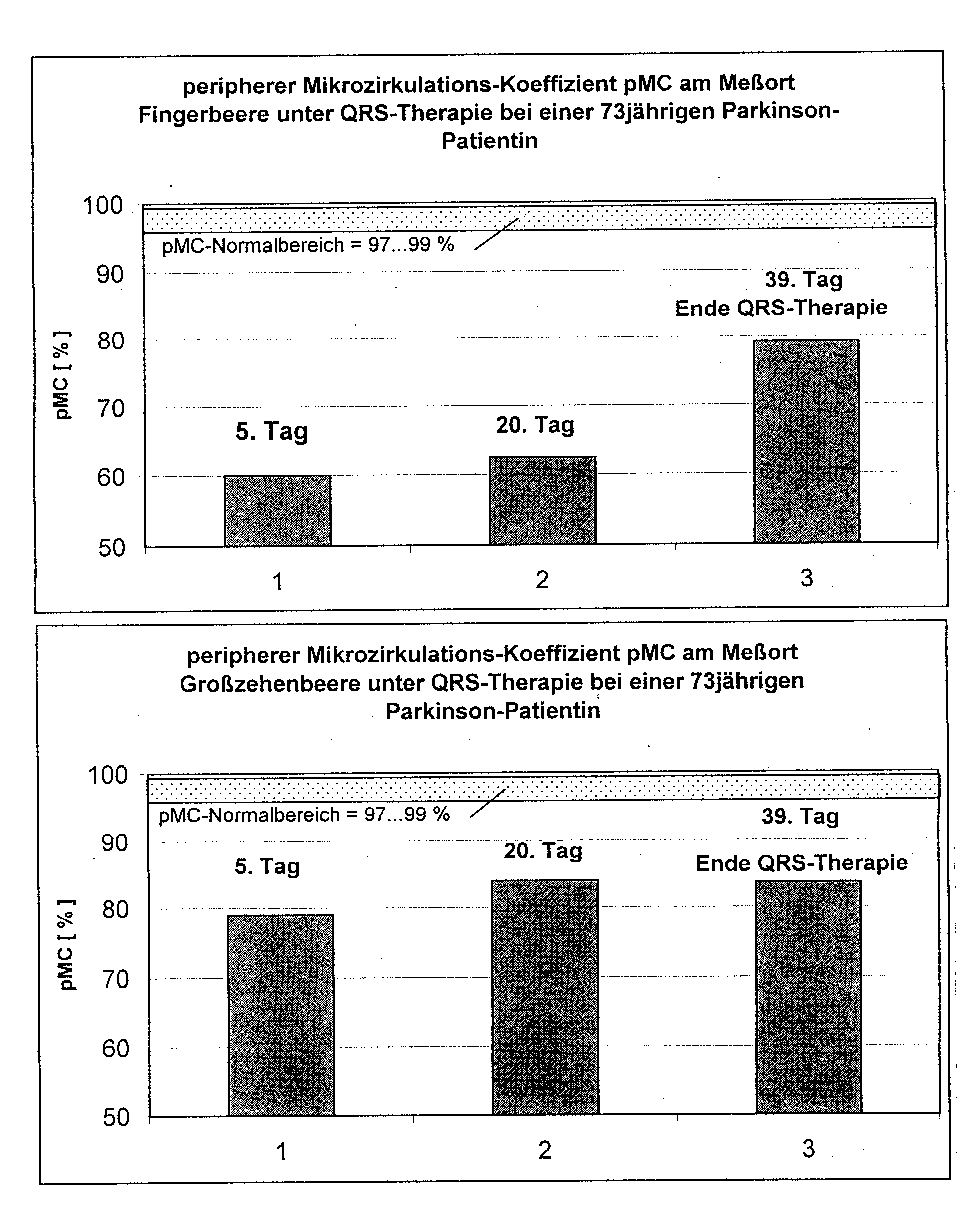 peripherer Mikrozirkulations-Koeffizient pMC am Meßort
Fingerbeere unter QRS-Therapie bei einer 73jährigen Parkinson-
Patientin
100
pMC-Normalbereich = 97...99 %
90
39. Tag
Ende QRS-Therapie
80
pMC [ % ]
70
5. Tag
20. Tag
60
50
1
2
3
peripherer Mikrozirkulations-Koeffizient pMC am Meßort
Großzehenbeere unter QRS-Therapie bei einer 73jährigen
Parkinson-Patientin
100
pMC-Normalbereich = 97...99 %
39. Tag
90
5. Tag
20. Tag
Ende QRS-Therapie
80
pMC [ % ]
70
60
50
1
2
3